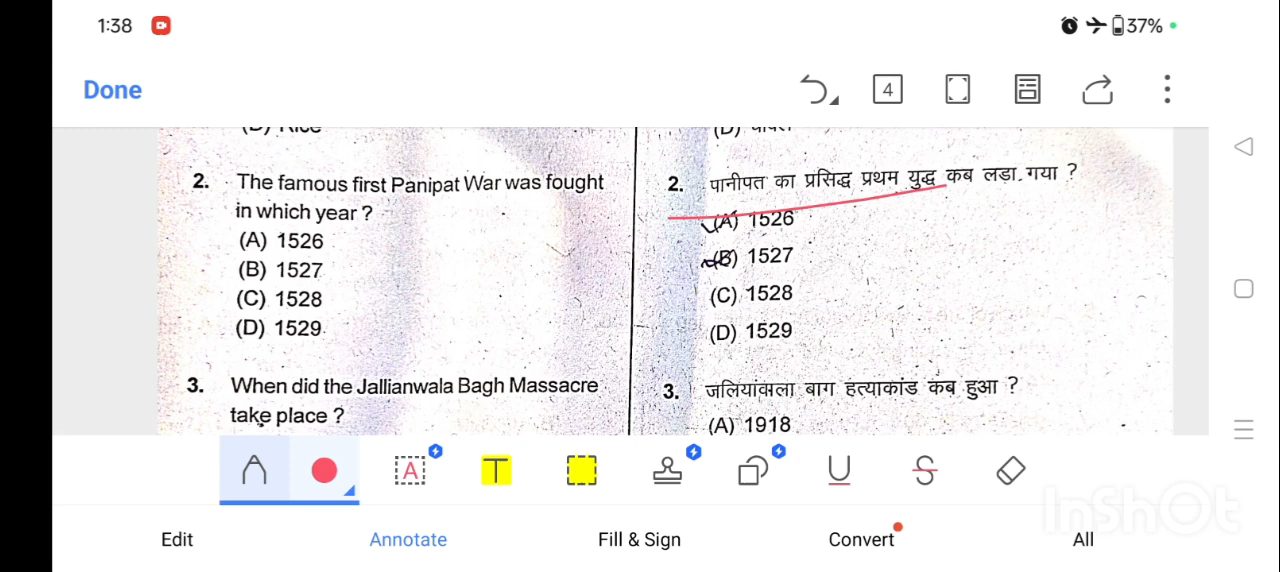 1:38
37%
Done
4
(D) Rice
2. The famous first Panipat War was fought
in which year ?
(A) 1526
(B) 1527
(C) 1528
(D) 1529
3. When did the Jallianwala Bagh Massacre
take place ?
(D) चावल
2. पानीपत का प्रसिद्ध प्रथम युद्ध कब लड़ा गया ?
(A) 1526
(B) 1527
(C) 1528
(D) 1529
3. जलियांवाला बाग हत्याकांड कब हुआ ?
(A) 1918
A
T
U
S
InShOt
Edit
Annotate
Fill & Sign
Convert
All